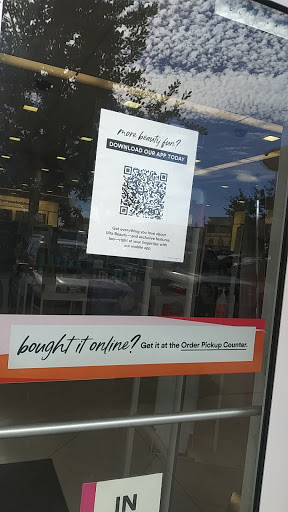 more beauty fun?
DOWNLOAD OUR APP TODAY
Get everything you love about
Ulta Beauty—and exclusive features,
too—right at your fingertips with
our mobile app.
bought it online? Get it at the Order Pickup Counter.
IN